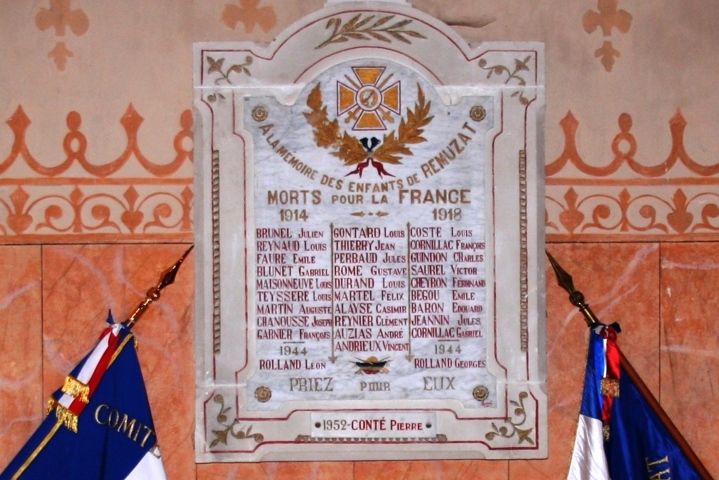 A LA MEMOIRE DES ENFANTS DE REMUZAT
MORTS POUR LA FRANCE
1914 1918
BRUNEL JULIEN
REYNAUD LOUIS
FAURE EMILE
BLUNET GABRIEL
MAISONNEUVE LOUIS
TEYSSERE LOUIS
MARTIN AUGUSTE
CHANOUSSE JOSEPH
GARNIER FRANÇOIS
GONTARD LOUIS
THIERRY JEAN
PERBAUD JULES
ROME GUSTAVE
DURAND LOUIS
MARTEL FÉLIX
ALAYSE CASIMIR
REYNIER CLÉMENT
AUZIAS ANDRÉ
ANDRIEUX VINCENT
COSTE LOUIS
CORNILLAC FRANÇOIS
GUINDON CHARLES
SAUREL VICTOR
CHEYRON FERDINAND
BÉGOU EMILE
BARON EDOUARD
JEANNIN JULES
CORNILLAC GABRIEL
1944 1944
ROLLAND LÉON ROLLAND GEORGES
PRIEZ POUR EUX
1952-CONTÉ PIERRE
COMIT